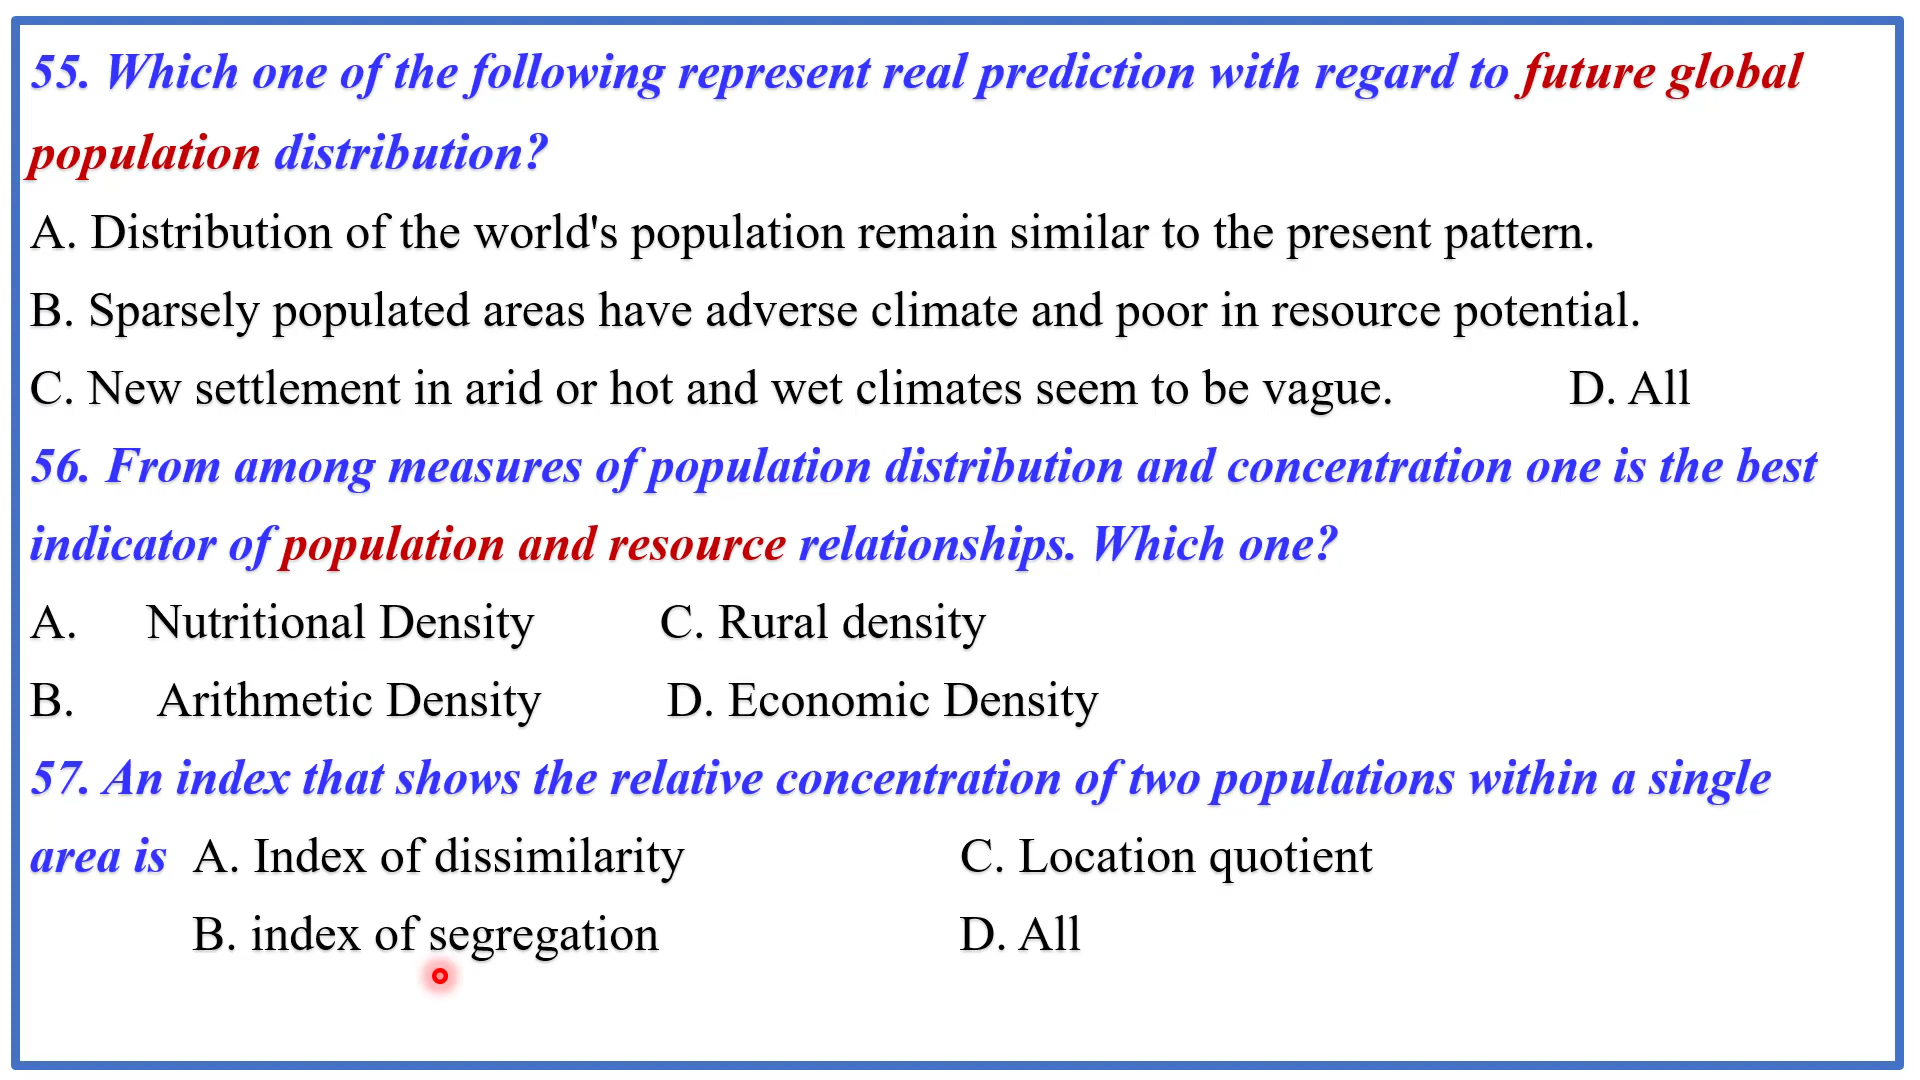 55. Which one of the following represent real prediction with regard to future global
population distribution?
A. Distribution of the world's population remain similar to the present pattern.
B. Sparsely populated areas have adverse climate and poor in resource potential.
C. New settlement in arid or hot and wet climates seem to be vague. D. All
56. From among measures of population distribution and concentration one is the best
indicator of population and resource relationships. Which one?
A. Nutritional Density C. Rural density
B. Arithmetic Density D. Economic Density
57. An index that shows the relative concentration of two populations within a single
area is A. Index of dissimilarity C. Location quotient
B. index of segregation D. All